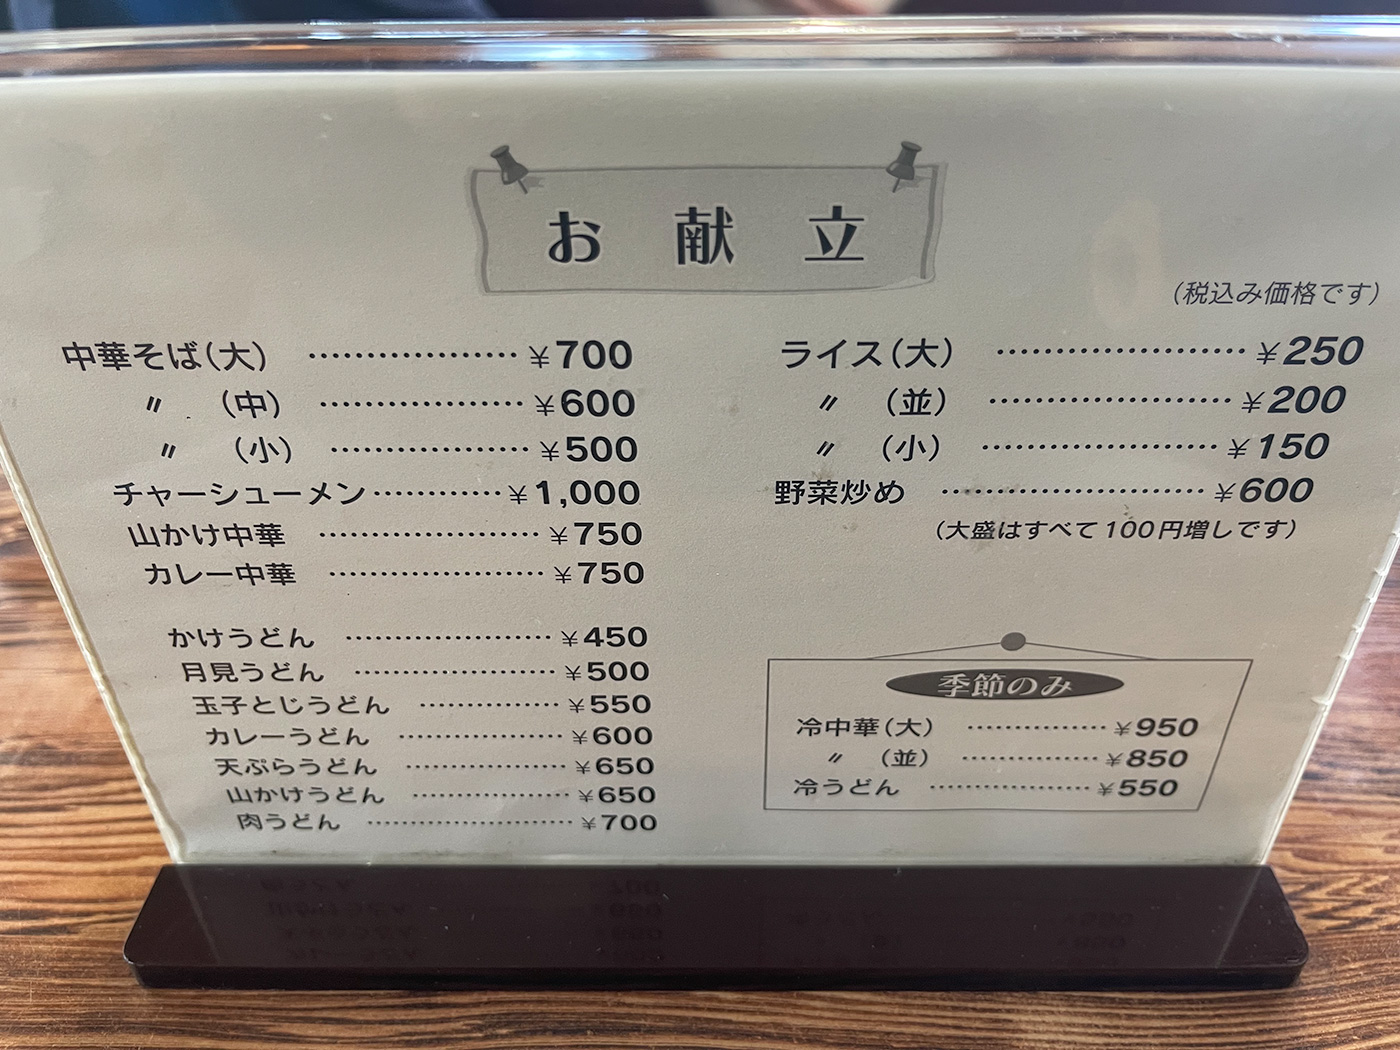 お献立
(税込み価格です)
中華そば(大) ………………… ¥700
〃 (中) ………………… ¥600
〃 (小) ………………… ¥500
チャーシューメン………… ¥1,000
山かけ中華 ………………… ¥750
カレー中華 ………………… ¥750
かけうどん ………………… ¥450
月見うどん ………………… ¥500
玉子とじうどん …………… ¥550
カレーうどん ……………… ¥600
天ぷらうどん ……………… ¥650
山かけうどん ……………… ¥650
肉うどん …………………… ¥700
ライス(大) …………………… ¥250
〃 (並) …………………… ¥200
〃 (小) …………………… ¥150
野菜炒め …………………… ¥600
(大盛はすべて100円増しです)
季節のみ
冷中華(大) …………… ¥950
〃 (並) …………… ¥850
冷うどん ………………… ¥550